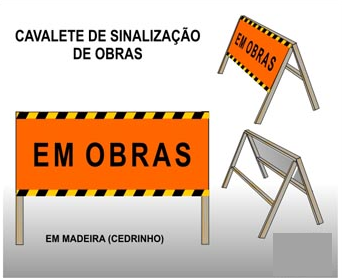 CAVALETE DE SINALIZAÇÃO
DE OBRAS
EM OBRAS
EM OBRAS
EM MADEIRA (CEDRINHO)